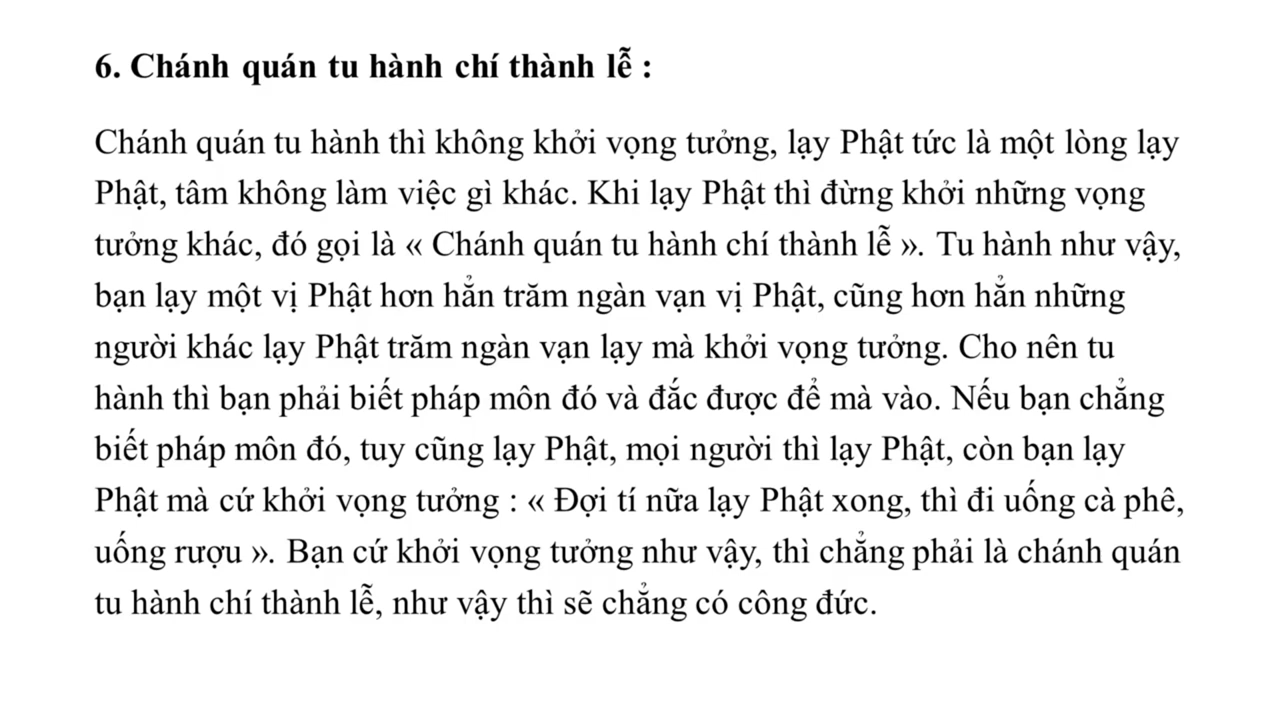 6. Chánh quán tu hành chí thành lễ :
Chánh quán tu hành thì không khởi vọng tưởng, lạy Phật tức là một lòng lạy
Phật, tâm không làm việc gì khác. Khi lạy Phật thì đừng khởi những vọng
tưởng khác, đó gọi là « Chánh quán tu hành chí thành lễ ». Tu hành như vậy,
bạn lạy một vị Phật hơn hẳn trăm ngàn vạn vị Phật, cũng hơn hẳn những
người khác lạy Phật trăm ngàn vạn lạy mà khởi vọng tưởng. Cho nên tu
hành thì bạn phải biết pháp môn đó và đắc được để mà vào. Nếu bạn chẳng
biết pháp môn đó, tuy cũng lạy Phật, mọi người thì lạy Phật, còn bạn lạy
Phật mà cứ khởi vọng tưởng : « Đợi tí nữa lạy Phật xong, thì đi uống cà phê,
uống rượu ». Bạn cứ khởi vọng tưởng như vậy, thì chẳng phải là chánh quán
tu hành chí thành lễ, như vậy thì sẽ chẳng có công đức.